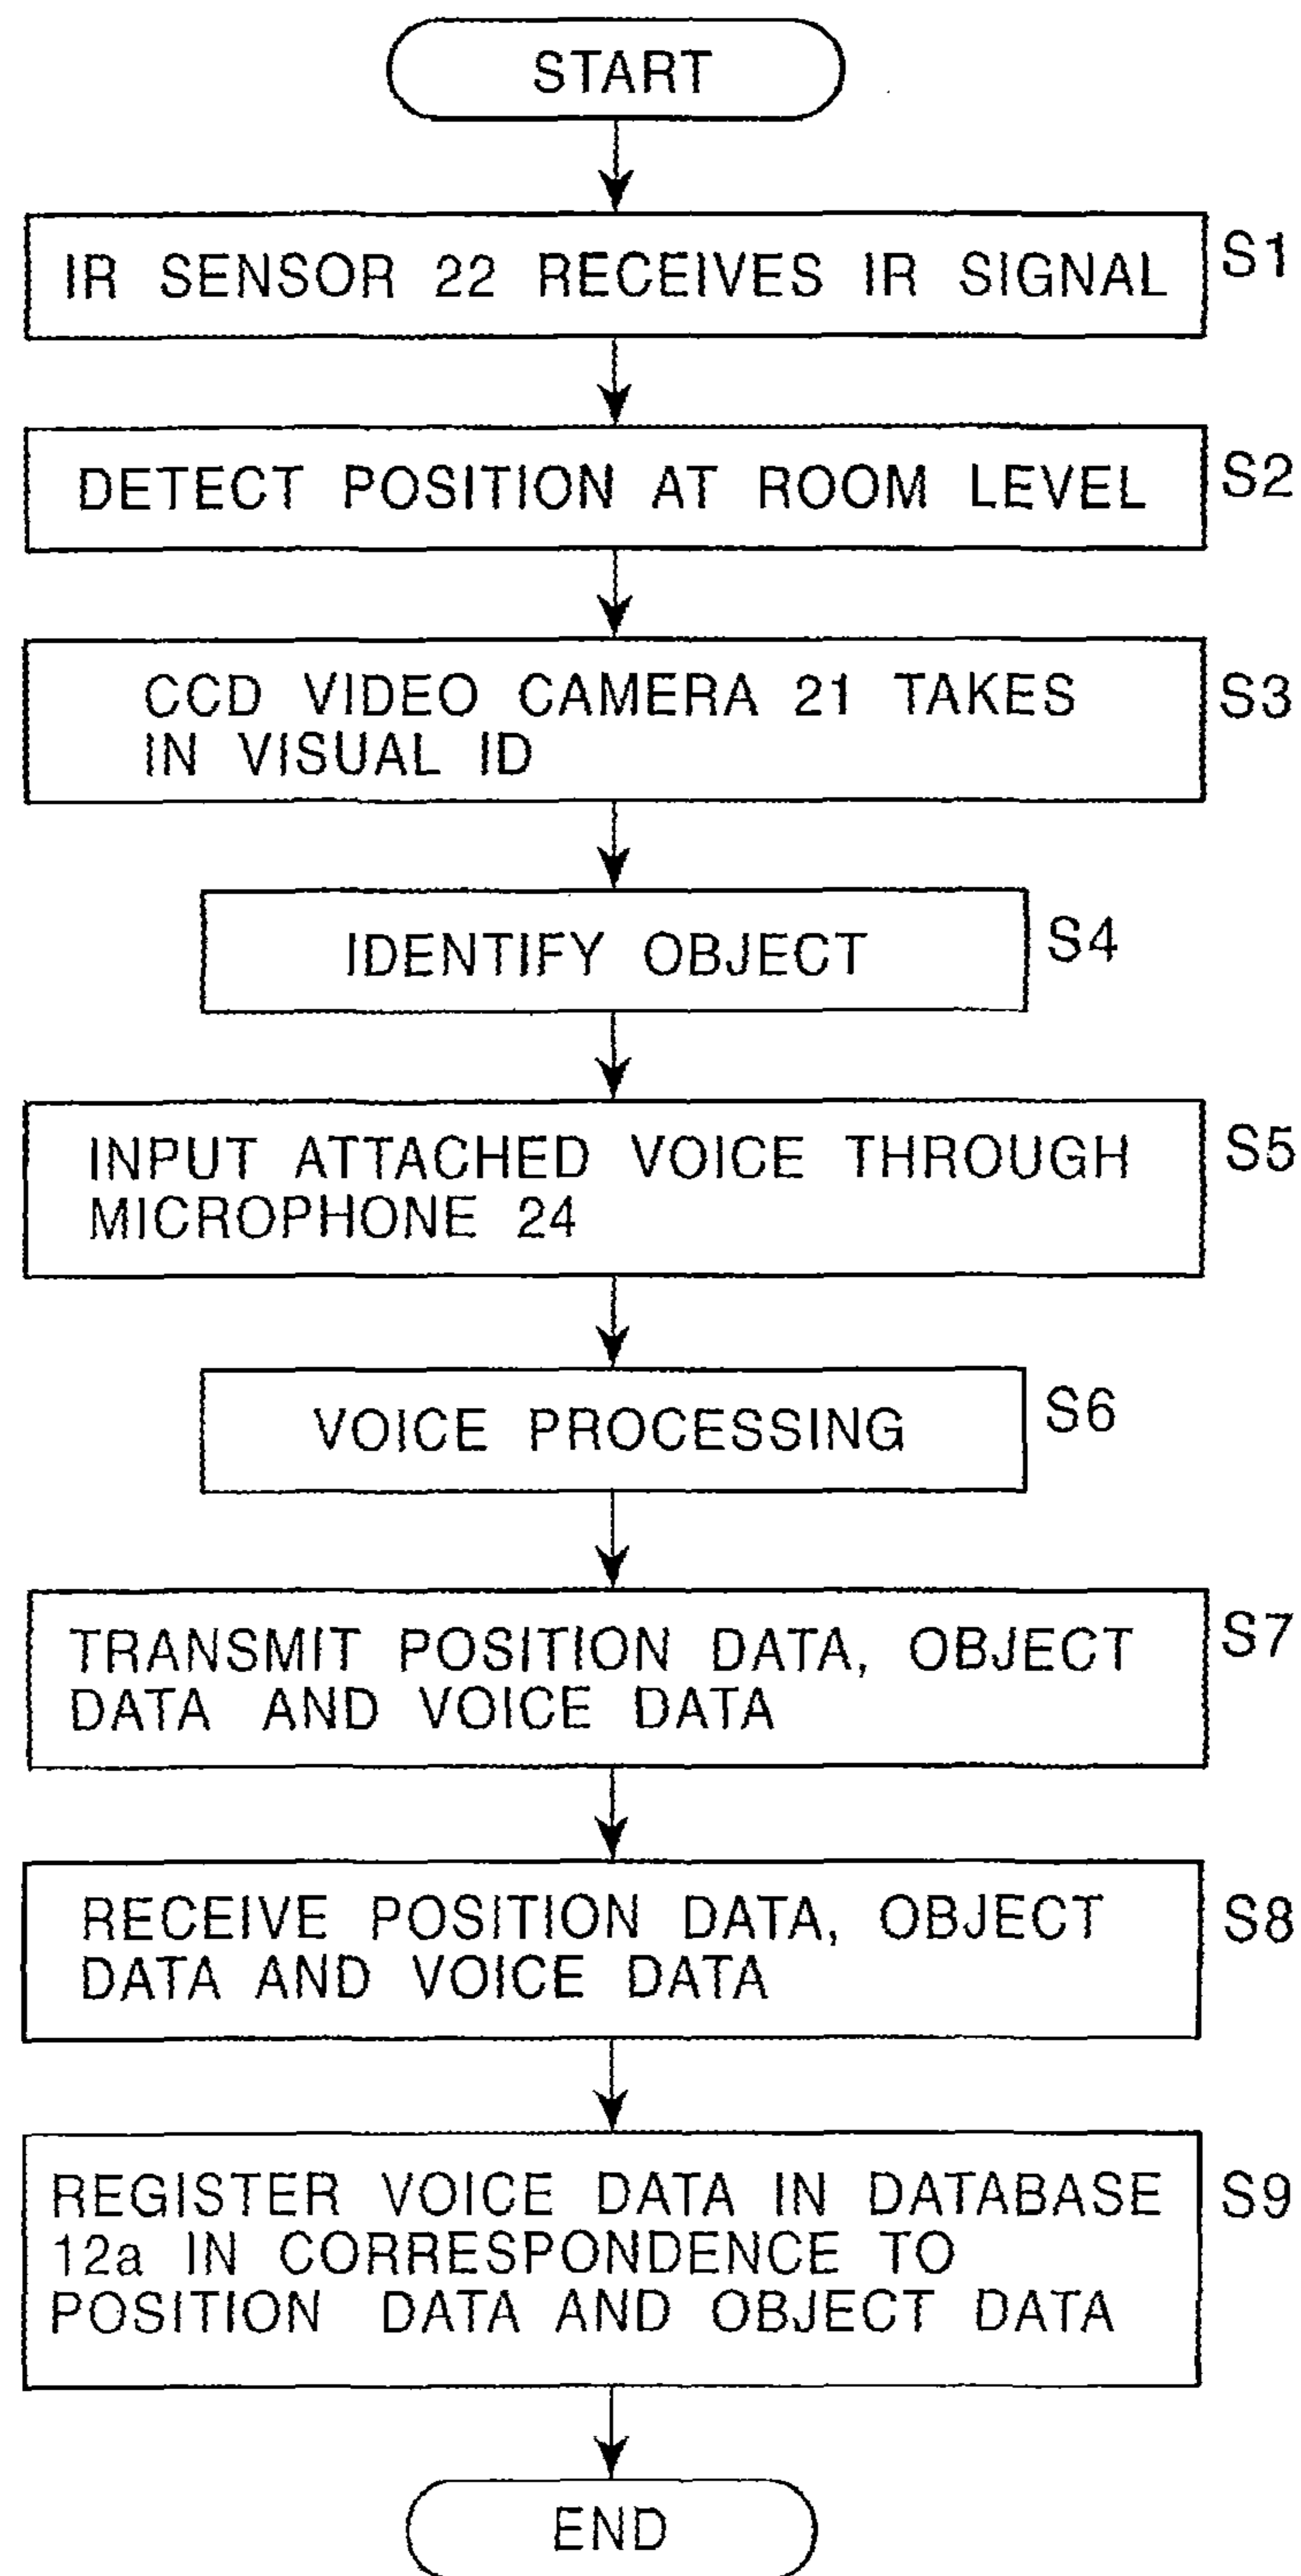 START
IR SENSOR 22 RECEIVES IR SIGNAL
S1
DETECT POSITION AT ROOM LEVEL
S2
CCD VIDEO CAMERA 21 TAKES
IN VISUAL ID
S3
IDENTIFY OBJECT
S4
INPUT ATTACHED VOICE THROUGH
MICROPHONE 24
S5
VOICE PROCESSING
S6
TRANSMIT POSITION DATA, OBJECT
DATA AND VOICE DATA
S7
RECEIVE POSITION DATA, OBJECT
DATA AND VOICE DATA
S8
REGISTER VOICE DATA IN DATABASE
12a IN CORRESPONDENCE TO
POSITION DATA AND OBJECT DATA
S9
END